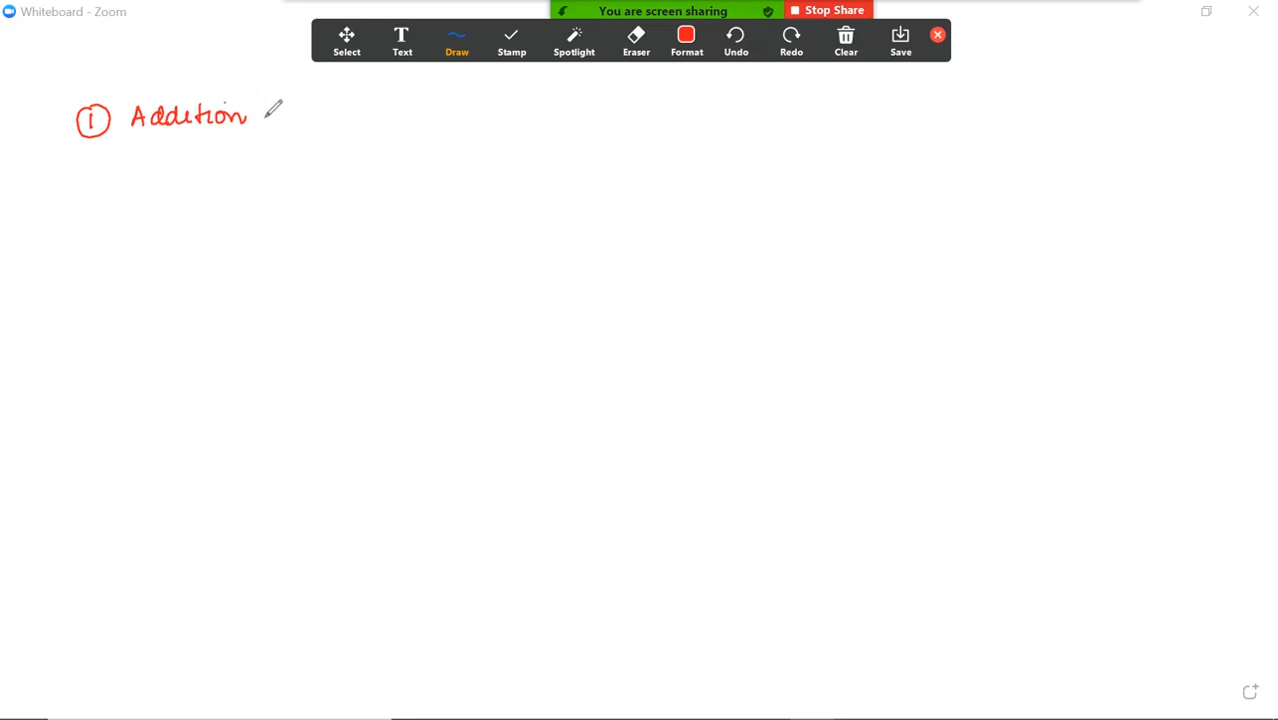 Whiteboard - Zoom
You are screen sharing
Stop Share
Select Text Draw Stamp Spotlight Eraser Format Undo Redo Clear Save
① Addition